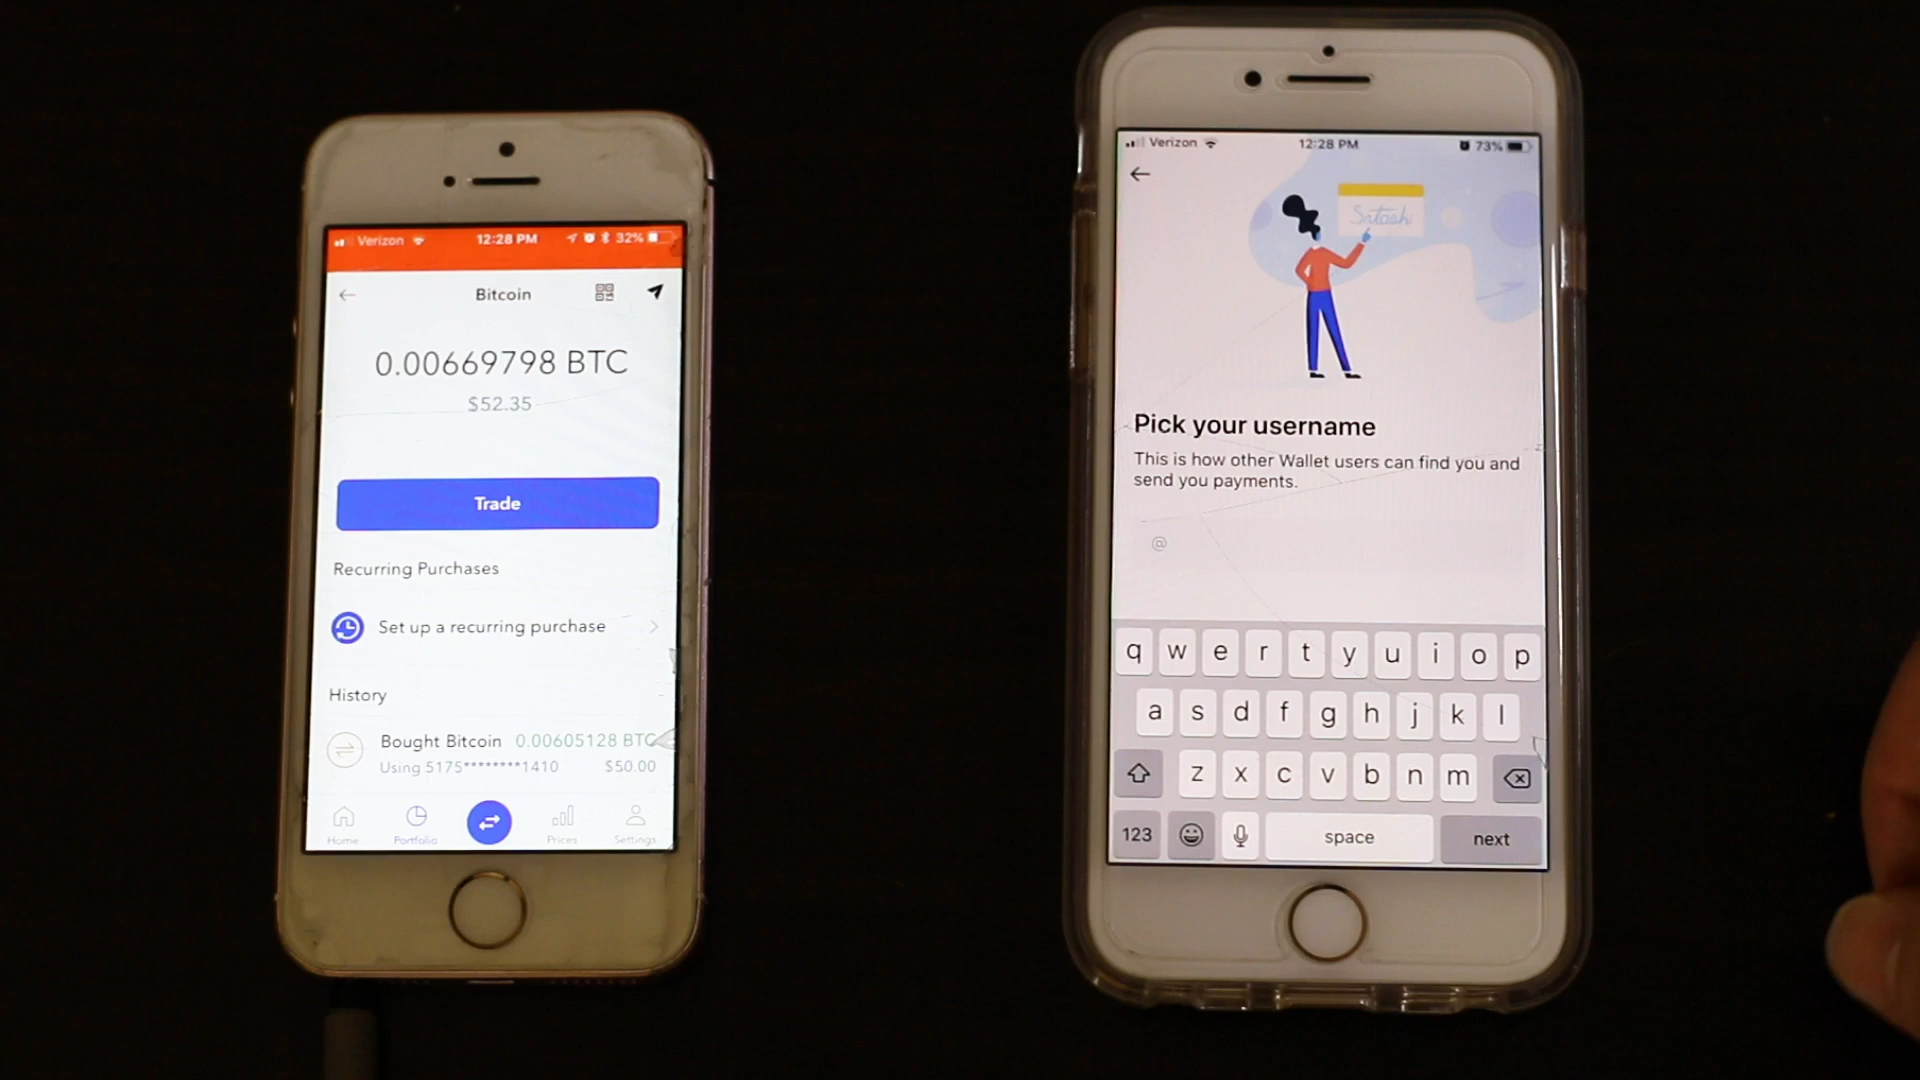 Verizon 12:28 PM 32%
Bitcoin
0.00669798 BTC
$52.35
Trade
Recurring Purchases
Set up a recurring purchase
History
Bought Bitcoin 0.00605128 BTC
Using 5175********1410 $50.00
Home Portfolio Prices Settings
Verizon 12:28 PM 73%
Satosh
Pick your username
This is how other Wallet users can find you and
send you payments.
@
q w e r t y u i o p
a s d f g h j k l
z x c v b n m
123 space next